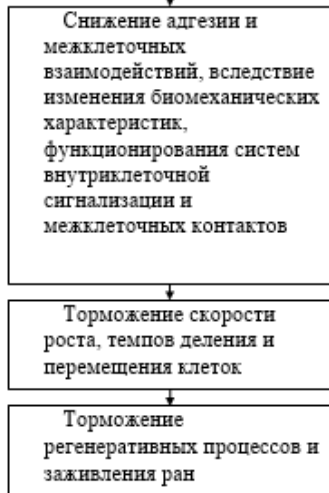 Снижение адгезии и
межклеточных
взаимодействий, вследствие
изменения биомеханических
характеристик,
функционирования систем
внутриклеточной
сигнализации и
межклеточных контактов
Торможение скорости
роста, темпов деления и
перемещения клеток
Торможение
регенеративных процессов и
заживления ран